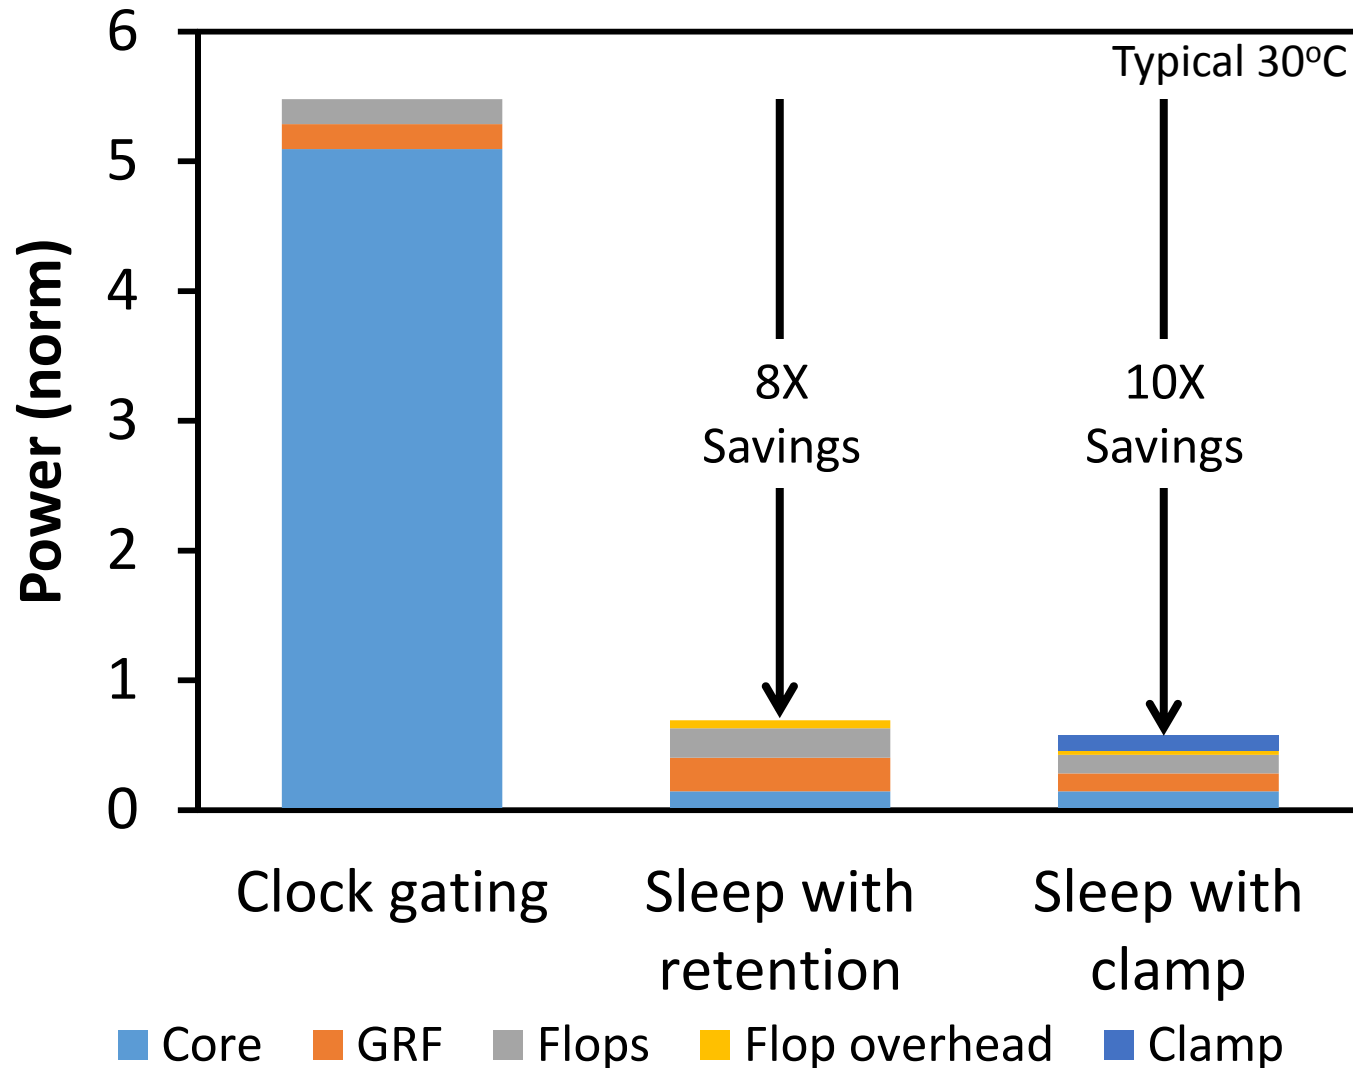 Power (norm)
6
5
4
3
2
1
0
Typical 30°C
8X
Savings
10X
Savings
Clock gating
Sleep with
retention
Sleep with
clamp
Core
GRF
Flops
Flop overhead
Clamp